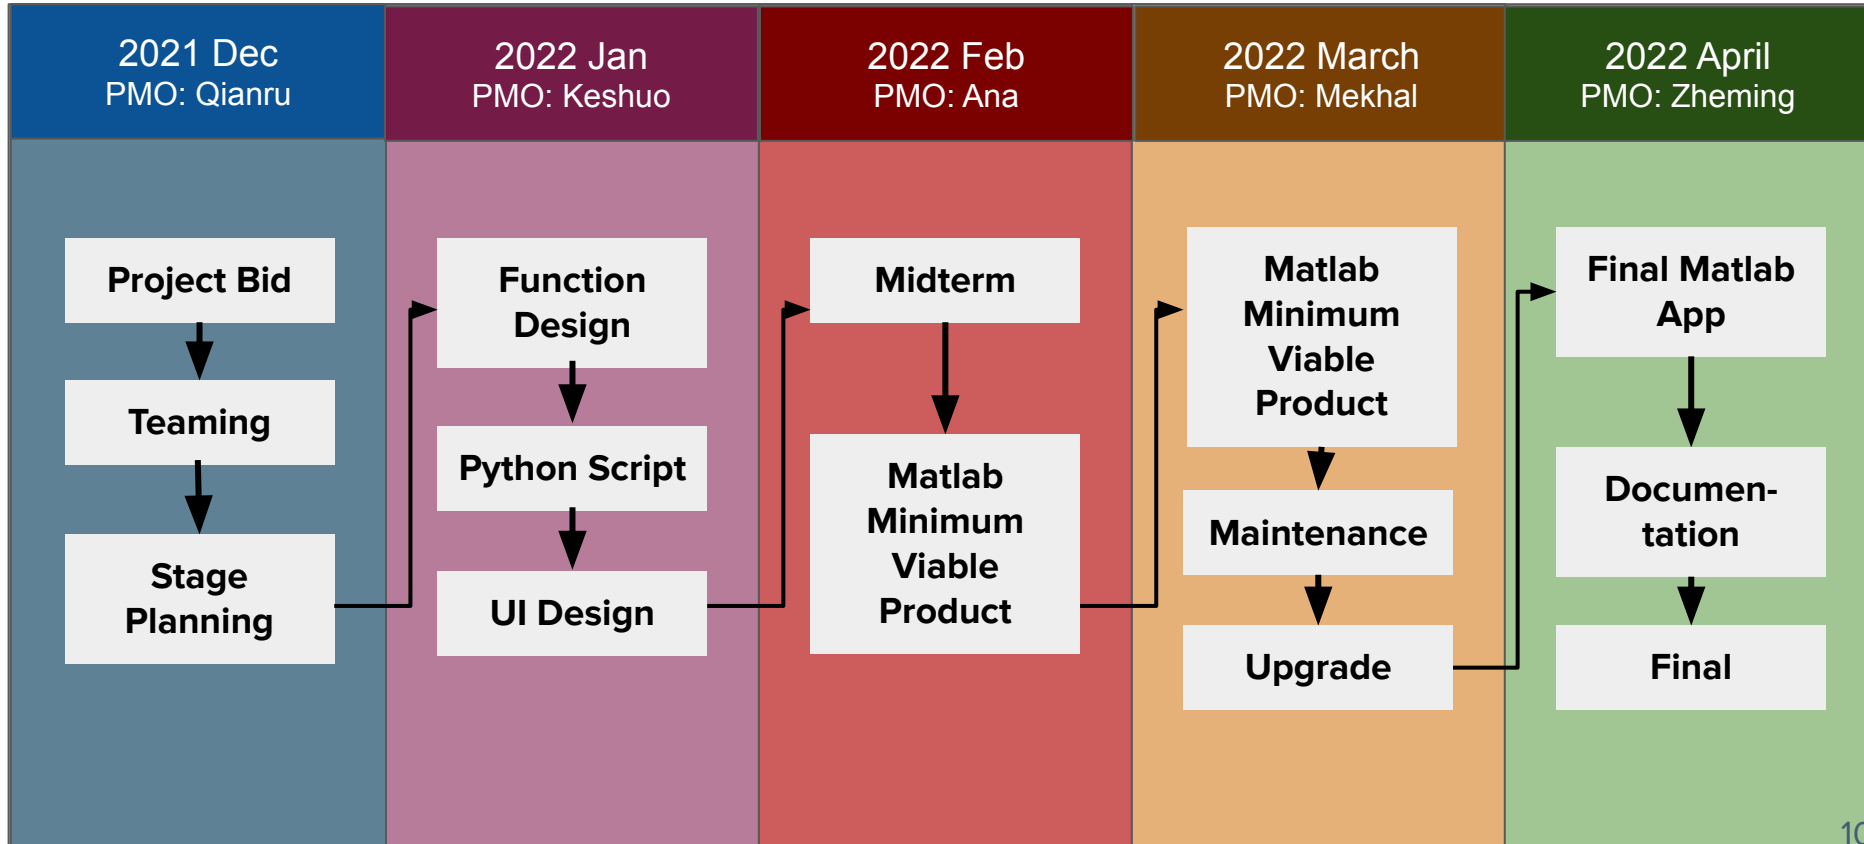 2021 Dec
PMO: Qianru
2022 Jan
PMO: Keshuo
2022 Feb
PMO: Ana
2022 March
PMO: Mekhal
2022 April
PMO: Zheming
Project Bid
Teaming
Stage
Planning
Function
Design
Python Script
UI Design
Midterm
Matlab
Minimum
Viable
Product
Matlab
Minimum
Viable
Product
Maintenance
Upgrade
Final Matlab
App
Documen-
tation
Final
10